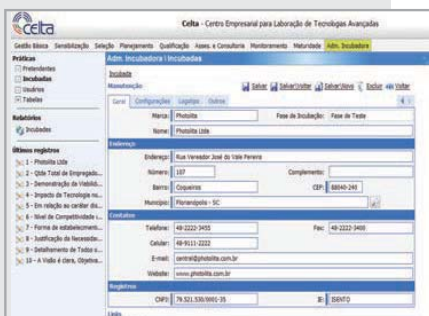 Celta
Celta - Centro Empresarial para Laboração de Tecnologias Avançadas
Gestão Básica Sensibilização Seleção Planejamento Qualificação Asses. e Consultoria Monitoramento Maturidade Adm. Incubadora
Práticas
Pretendentes
Incubadas
Usuários
Tabelas
Relatórios
Incubadas
Últimos registros
1 - Photolita Ltda
2 - Qtde Total de Empregado...
3 - Demonstração da Viabilid...
4 - Impacto da Tecnologia no...
5 - Em relação ao caráter dis...
6 - Nível de Competitividade i...
7 - Forma de estabelecimento...
8 - Justificação da Necessidad...
9 - Detalhamento de Todos o...
10 - A Visão é clara, Objetiva...
Adm. Incubadora | Incubadas
Incubada
Manutenção
Salvar Salvar/Voltar Salvar/Novo Excluir Voltar
Geral Configurações Logotipo Outros
Marca: Photolita Fase de Incubação: Fase de Teste
Nome: Photolita Ltda
Endereço
Endereço: Rua Vereador José do Vale Pereira
Número: 107 Complemento:
Bairro: Coqueiros CEP: 88040-240
Município: Florianópolis - SC
Contatos
Telefone: 48-2222-3455 Fax: 48-2222-3400
Celular: 48-9111-2222
E-mail: central@photolita.com.br
Website: www.photolita.com.br
Registros
CNPJ: 79.521.530/0001-35 IE: ISENTO
Links